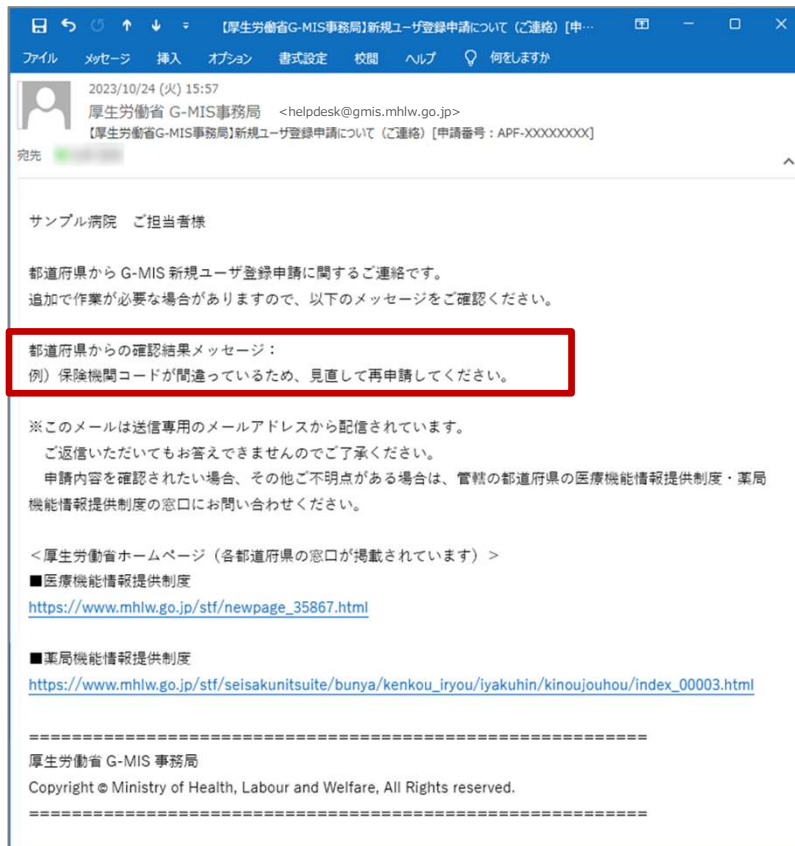 【厚生労働省G-MIS事務局】新規ユーザ登録申請について（ご連絡）[申…
ファイル メッセージ 挿入 オプション 書式設定 校閲 ヘルプ 何をしますか
2023/10/24 (火) 15:57
厚生労働省 G-MIS事務局 <helpdesk@gmis.mhlw.go.jp>
【厚生労働省G-MIS事務局】新規ユーザ登録申請について（ご連絡）[申請番号：APF-XXXXXXXX]
宛先
サンプル病院　ご担当者様
都道府県から G-MIS 新規ユーザ登録申請に関するご連絡です。
追加で作業が必要な場合がありますので、以下のメッセージをご確認ください。
都道府県からの確認結果メッセージ：
例）保険機関コードが間違っているため、見直して再申請してください。
※このメールは送信専用のメールアドレスから配信されています。
ご返信いただいてもお答えできませんのでご了承ください。
申請内容を確認されたい場合、その他ご不明点がある場合は、管轄の都道府県の医療機能情報提供制度・薬局
機能情報提供制度の窓口にお問い合わせください。
＜厚生労働省ホームページ（各都道府県の窓口が掲載されています）＞
■医療機能情報提供制度
https://www.mhlw.go.jp/stf/newpage_35867.html
■薬局機能情報提供制度
https://www.mhlw.go.jp/stf/seisakunitsuite/bunya/kenkou_iryou/iyakuhin/kinoujouhou/index_00003.html
==========================================================
厚生労働省 G-MIS 事務局
Copyright © Ministry of Health, Labour and Welfare, All Rights reserved.
==========================================================